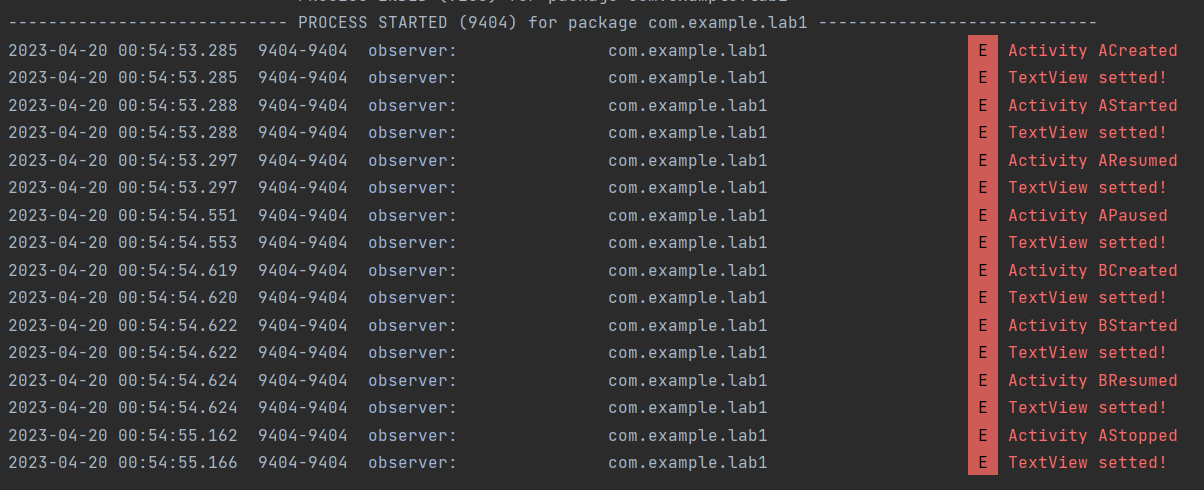 ---------------------------- PROCESS STARTED (9404) for package com.example.lab1 ----------------------------
2023-04-20 00:54:53.285 9404-9404 observer: com.example.lab1 E Activity ACreated
2023-04-20 00:54:53.285 9404-9404 observer: com.example.lab1 E TextView setted!
2023-04-20 00:54:53.288 9404-9404 observer: com.example.lab1 E Activity AStarted
2023-04-20 00:54:53.288 9404-9404 observer: com.example.lab1 E TextView setted!
2023-04-20 00:54:53.297 9404-9404 observer: com.example.lab1 E Activity AResumed
2023-04-20 00:54:53.297 9404-9404 observer: com.example.lab1 E TextView setted!
2023-04-20 00:54:54.551 9404-9404 observer: com.example.lab1 E Activity APaused
2023-04-20 00:54:54.553 9404-9404 observer: com.example.lab1 E TextView setted!
2023-04-20 00:54:54.619 9404-9404 observer: com.example.lab1 E Activity BCreated
2023-04-20 00:54:54.620 9404-9404 observer: com.example.lab1 E TextView setted!
2023-04-20 00:54:54.622 9404-9404 observer: com.example.lab1 E Activity BStarted
2023-04-20 00:54:54.622 9404-9404 observer: com.example.lab1 E TextView setted!
2023-04-20 00:54:54.624 9404-9404 observer: com.example.lab1 E Activity BResumed
2023-04-20 00:54:54.624 9404-9404 observer: com.example.lab1 E TextView setted!
2023-04-20 00:54:55.162 9404-9404 observer: com.example.lab1 E Activity AStopped
2023-04-20 00:54:55.166 9404-9404 observer: com.example.lab1 E TextView setted!